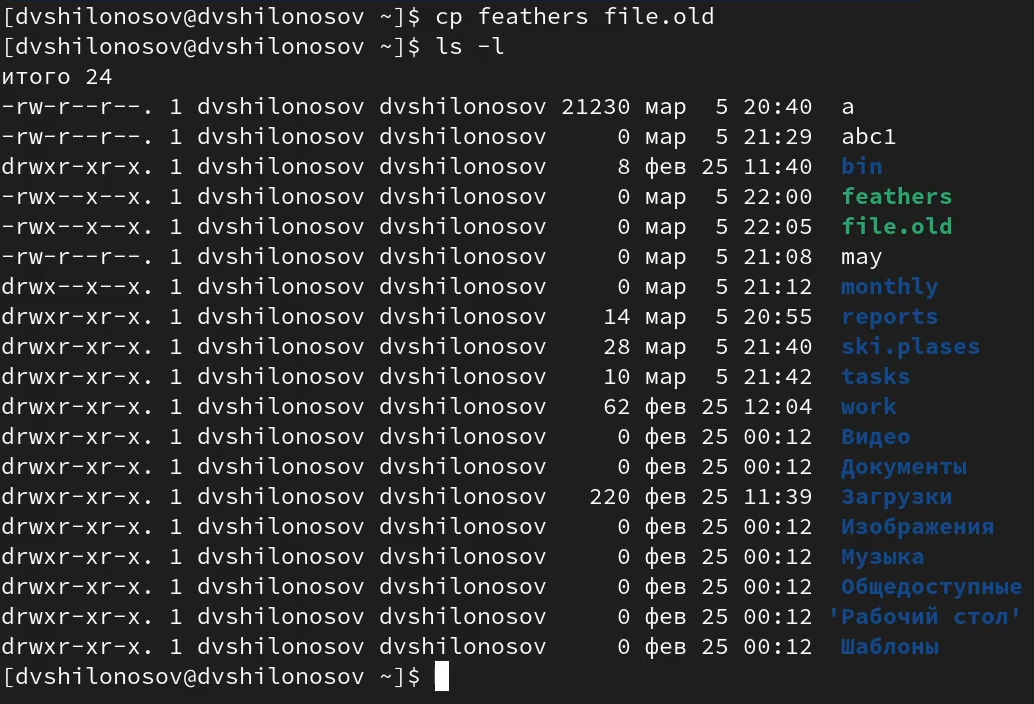 [dvshilonosov@dvshilonosov ~]$ cp feathers file.old
[dvshilonosov@dvshilonosov ~]$ ls -l
итого 24
-rw-r--r--. 1 dvshilonosov dvshilonosov 21230 мар  5 20:40  a
-rw-r--r--. 1 dvshilonosov dvshilonosov     0 мар  5 21:29  abc1
drwxr-xr-x. 1 dvshilonosov dvshilonosov     8 фев 25 11:40  bin
-rwx--x--x. 1 dvshilonosov dvshilonosov     0 мар  5 22:00  feathers
-rwx--x--x. 1 dvshilonosov dvshilonosov     0 мар  5 22:05  file.old
-rw-r--r--. 1 dvshilonosov dvshilonosov     0 мар  5 21:08  may
drwx--x--x. 1 dvshilonosov dvshilonosov     0 мар  5 21:12  monthly
drwxr-xr-x. 1 dvshilonosov dvshilonosov    14 мар  5 20:55  reports
drwxr-xr-x. 1 dvshilonosov dvshilonosov    28 мар  5 21:40  ski.plases
drwxr-xr-x. 1 dvshilonosov dvshilonosov    10 мар  5 21:42  tasks
drwxr-xr-x. 1 dvshilonosov dvshilonosov    62 фев 25 12:04  work
drwxr-xr-x. 1 dvshilonosov dvshilonosov     0 фев 25 00:12  Видео
drwxr-xr-x. 1 dvshilonosov dvshilonosov     0 фев 25 00:12  Документы
drwxr-xr-x. 1 dvshilonosov dvshilonosov   220 фев 25 11:39  Загрузки
drwxr-xr-x. 1 dvshilonosov dvshilonosov     0 фев 25 00:12  Изображения
drwxr-xr-x. 1 dvshilonosov dvshilonosov     0 фев 25 00:12  Музыка
drwxr-xr-x. 1 dvshilonosov dvshilonosov     0 фев 25 00:12  Общедоступные
drwxr-xr-x. 1 dvshilonosov dvshilonosov     0 фев 25 00:12 'Рабочий стол'
drwxr-xr-x. 1 dvshilonosov dvshilonosov     0 фев 25 00:12  Шаблоны
[dvshilonosov@dvshilonosov ~]$